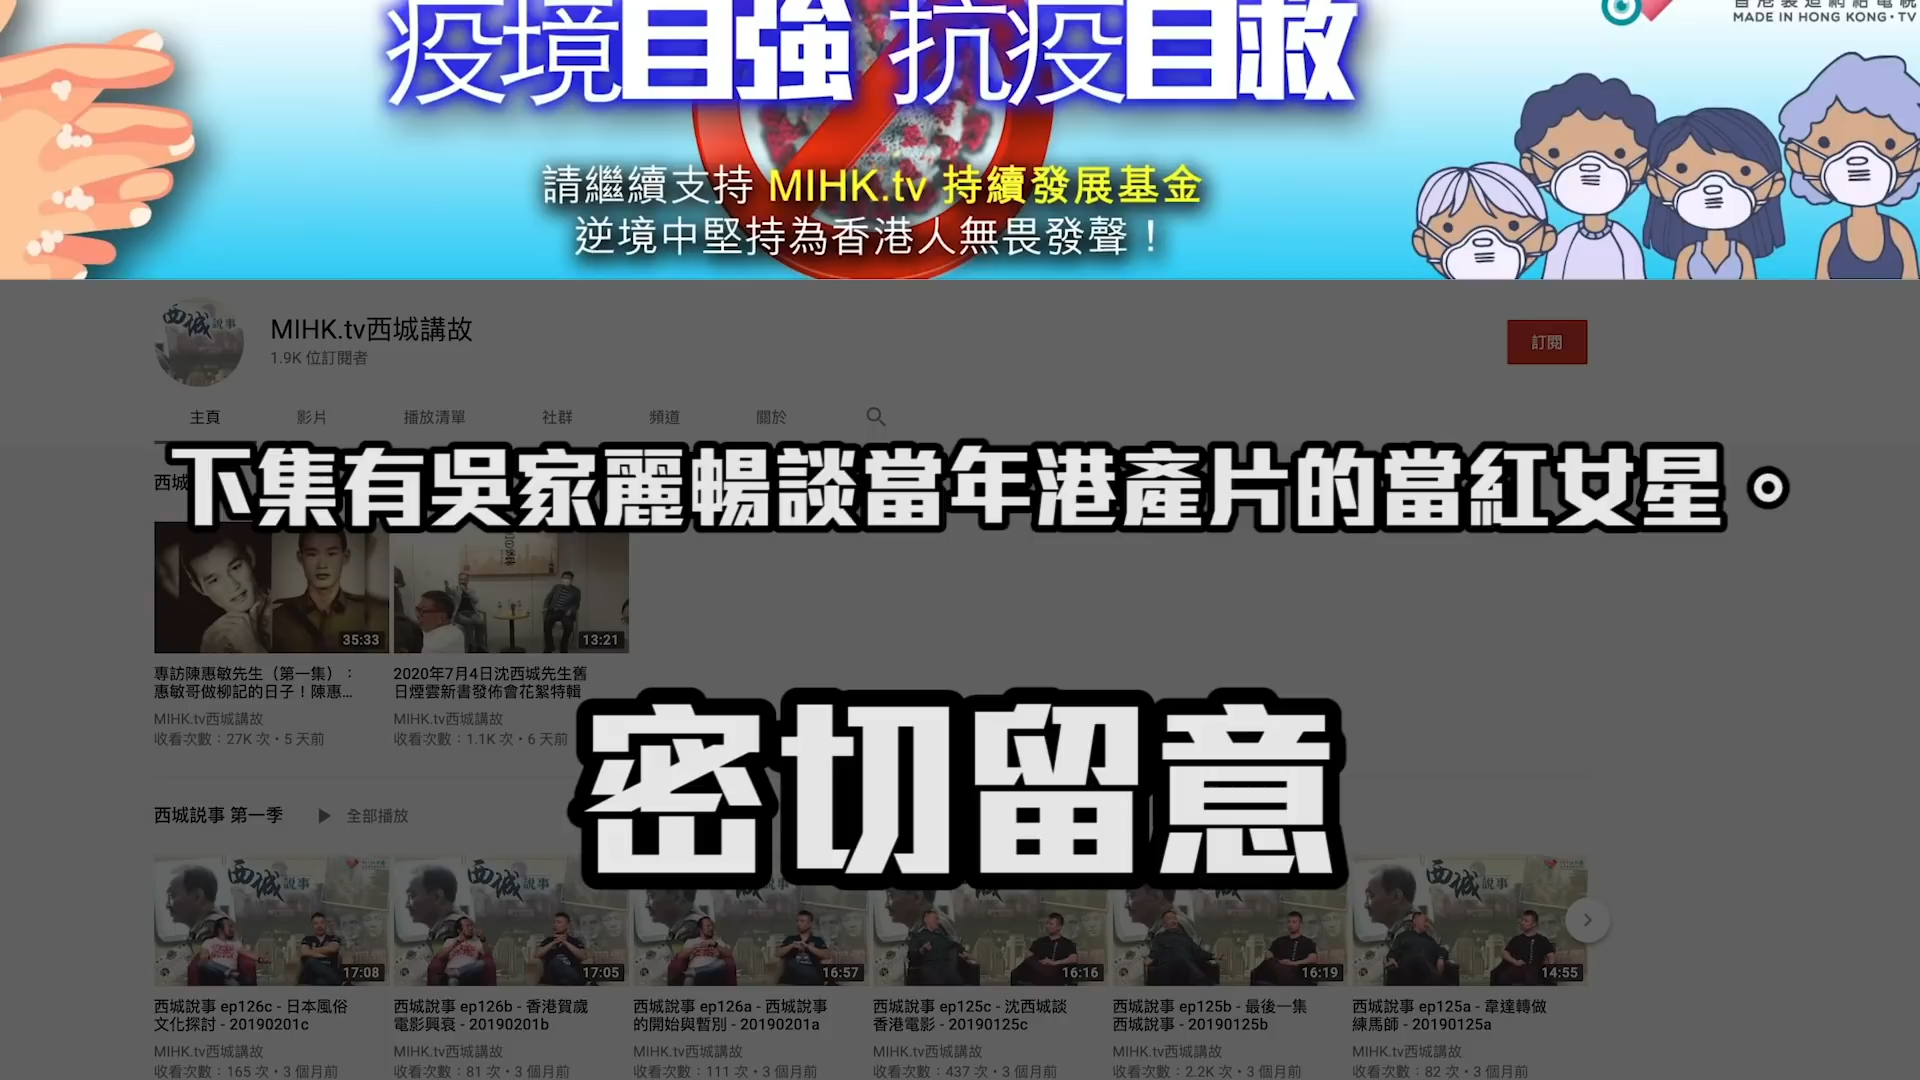 疫境自強 抗疫自救
MADE IN HONG KONG·TV
請繼續支持 MIHK.tv 持續發展基金
逆境中堅持為香港人無畏發聲！
MIHK.tv西城講故
1.9K 位訂閱者
訂閱
主頁 影片 播放清單 社群 頻道 關於
西城
下集有吳家麗暢談當年港產片的當紅女星。
35:33
13:21
專訪陳惠敏先生（第一集）：
惠敏哥做柳記的日子！陳惠...
MIHK.tv西城講故
收看次數：27K 次・5 天前
2020年7月4日沈西城先生舊
日煙雲新書發佈會花絮特輯
MIHK.tv西城講故
收看次數：1.1K 次・6 天前
密切留意
西城説事 第一季 全部播放
西城說事
17:08
西城說事
17:05
16:57
16:16
16:19
西城說事
14:55
西城說事 ep126c - 日本風俗
文化探討 - 20190201c
MIHK.tv西城講故
收看次數：165 次・3 個月前
西城說事 ep126b - 香港賀歲
電影興衰 - 20190201b
MIHK.tv西城講故
收看次數：81 次・3 個月前
西城說事 ep126a - 西城說事
的開始與暫別 - 20190201a
MIHK.tv西城講故
收看次數：111 次・3 個月前
西城說事 ep125c - 沈西城談
香港電影 - 20190125c
MIHK.tv西城講故
收看次數：437 次・3 個月前
西城說事 ep125b - 最後一集
西城說事 - 20190125b
MIHK.tv西城講故
收看次數：2.2K 次・3 個月前
西城說事 ep125a - 韋達轉做
練馬師 - 20190125a
MIHK.tv西城講故
收看次數：82 次・3 個月前